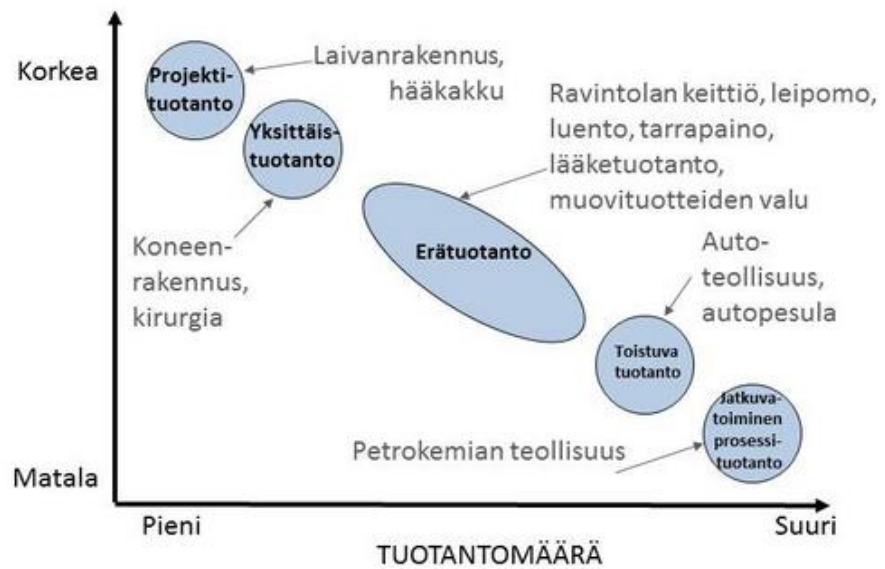 Korkea
Projekti-
tuotanto
Laivanrakennus,
hääkakku
Yksittäis-
tuotanto
Ravintolan keittiö, leipomo,
luento, tarrapaino,
lääketuotanto,
muovituotteiden valu
Koneen-
rakennus,
kirurgia
Erätuotanto
Auto-
teollisuus,
autopesula
Toistuva
tuotanto
Jatkuva-
toiminen
prosessi-
tuotanto
Petrokemian teollisuus
Matala
Pieni
Suuri
TUOTANTOMÄÄRÄ